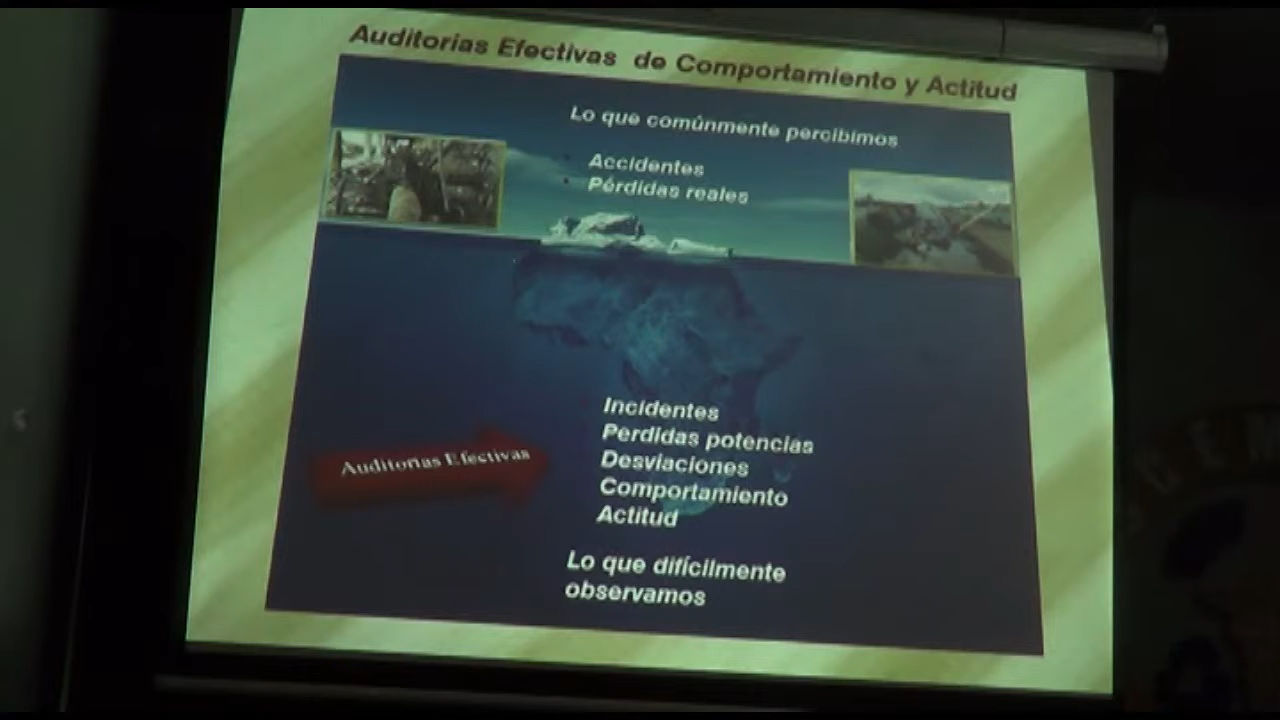 Auditorias Efectivas de Comportamiento y Actitud
Lo que comúnmente percibimos
Accidentes
Pérdidas reales
Auditorias Efectivas
Incidentes
Perdidas potencias
Desviaciones
Comportamiento
Actitud
Lo que difícilmente
observamos